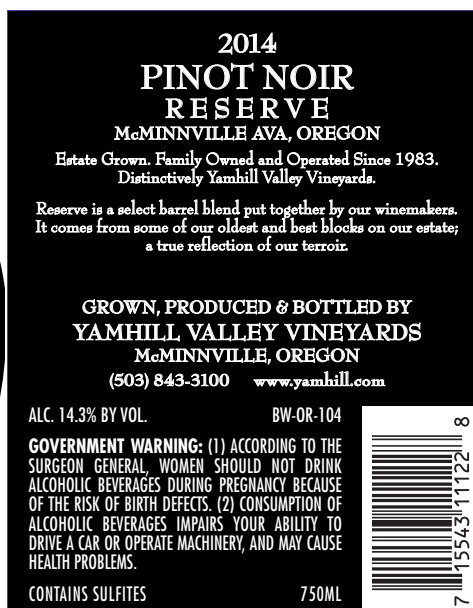 2014
PINOT NOIR
RESERVE
McMINNVILLE AVA, OREGON
Estate Grown. Family Owned and Operated Since 1983.
Distinctively Yamhill Valley Vineyards.
Reserve is a select barrel blend put together by our winemakers.
It comes from some of our oldest and best blocks on our estate;
a true reflection of our terroir.
GROWN, PRODUCED & BOTTLED BY
YAMHILL VALLEY VINEYARDS
McMINNVILLE, OREGON
(503) 843-3100 www.yamhill.com
ALC. 14.3% BY VOL. BW-OR-104
GOVERNMENT WARNING: (1) ACCORDING TO THE
SURGEON GENERAL, WOMEN SHOULD NOT DRINK
ALCOHOLIC BEVERAGES DURING PREGNANCY BECAUSE
OF THE RISK OF BIRTH DEFECTS. (2) CONSUMPTION OF
ALCOHOLIC BEVERAGES IMPAIRS YOUR ABILITY TO
DRIVE A CAR OR OPERATE MACHINERY, AND MAY CAUSE
HEALTH PROBLEMS.
CONTAINS SULFITES 750ML
7 15543 11122 8